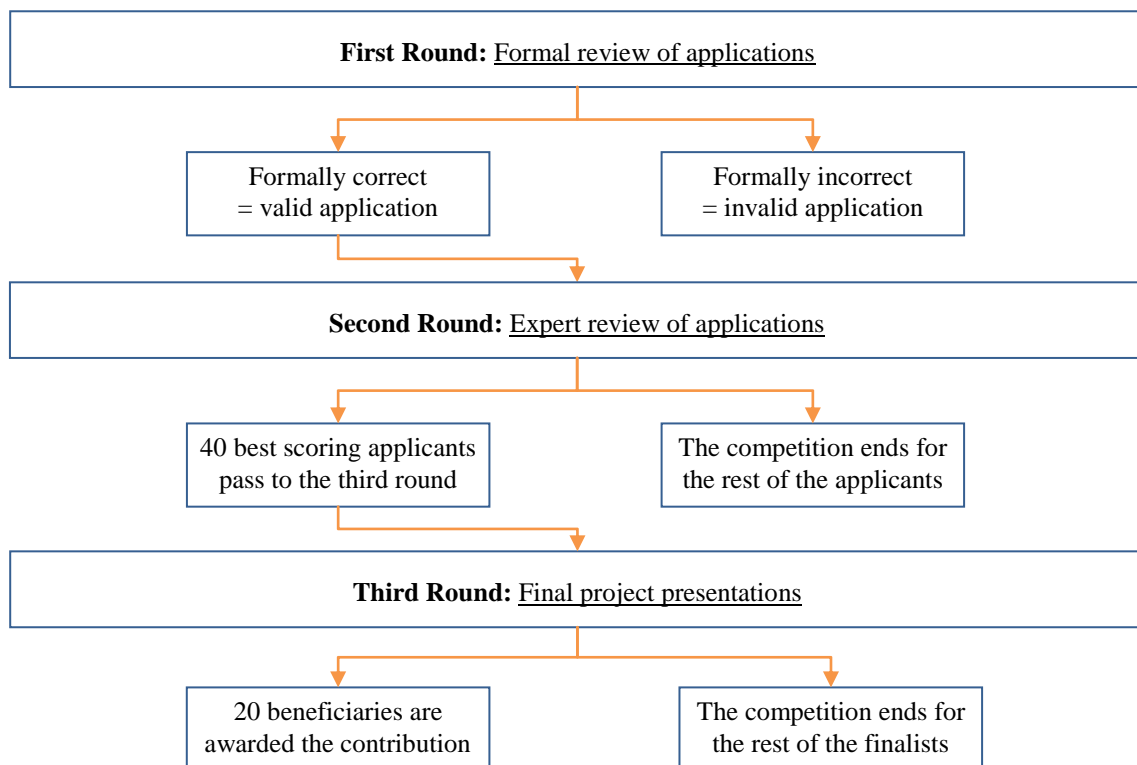 First Round: Formal review of applications
Formally correct
= valid application
Formally incorrect
= invalid application
Second Round: Expert review of applications
40 best scoring applicants
pass to the third round
The competition ends for
the rest of the applicants
Third Round: Final project presentations
20 beneficiaries are
awarded the contribution
The competition ends for
the rest of the finalists